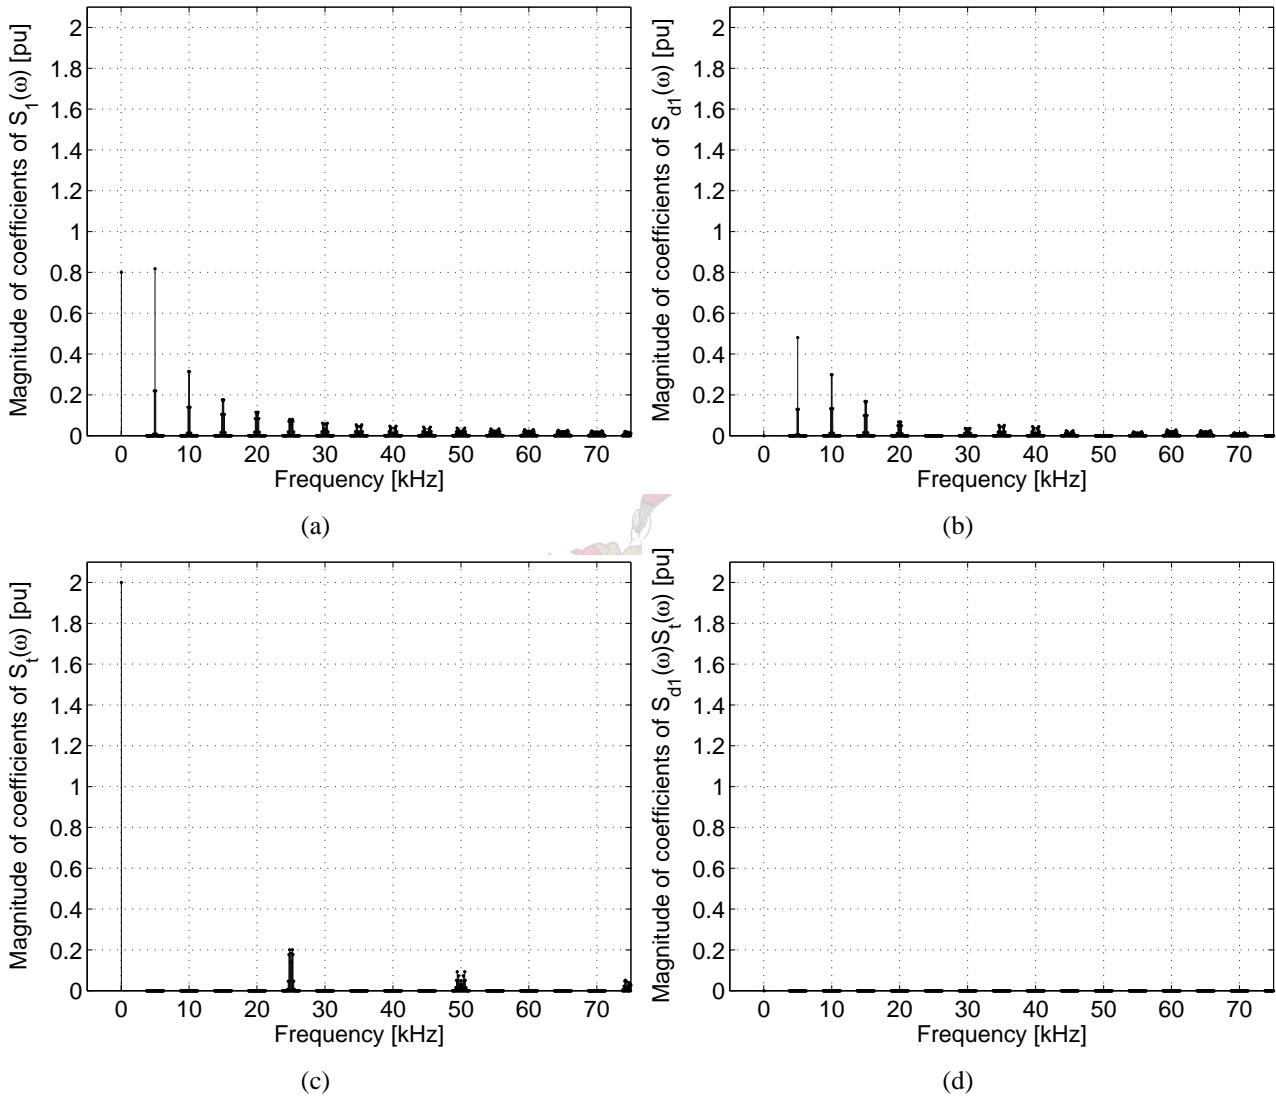 Magnitude of coefficients of S1(ω) [pu]
2
1.8
1.6
1.4
1.2
1
0.8
0.6
0.4
0.2
0
0 10 20 30 40 50 60 70
Frequency [kHz]
(a)
Magnitude of coefficients of Sd1(ω) [pu]
2
1.8
1.6
1.4
1.2
1
0.8
0.6
0.4
0.2
0
0 10 20 30 40 50 60 70
Frequency [kHz]
(b)
Magnitude of coefficients of St(ω) [pu]
2
1.8
1.6
1.4
1.2
1
0.8
0.6
0.4
0.2
0
0 10 20 30 40 50 60 70
Frequency [kHz]
(c)
Magnitude of coefficients of Sd1(ω)St(ω) [pu]
2
1.8
1.6
1.4
1.2
1
0.8
0.6
0.4
0.2
0
0 10 20 30 40 50 60 70
Frequency [kHz]
(d)